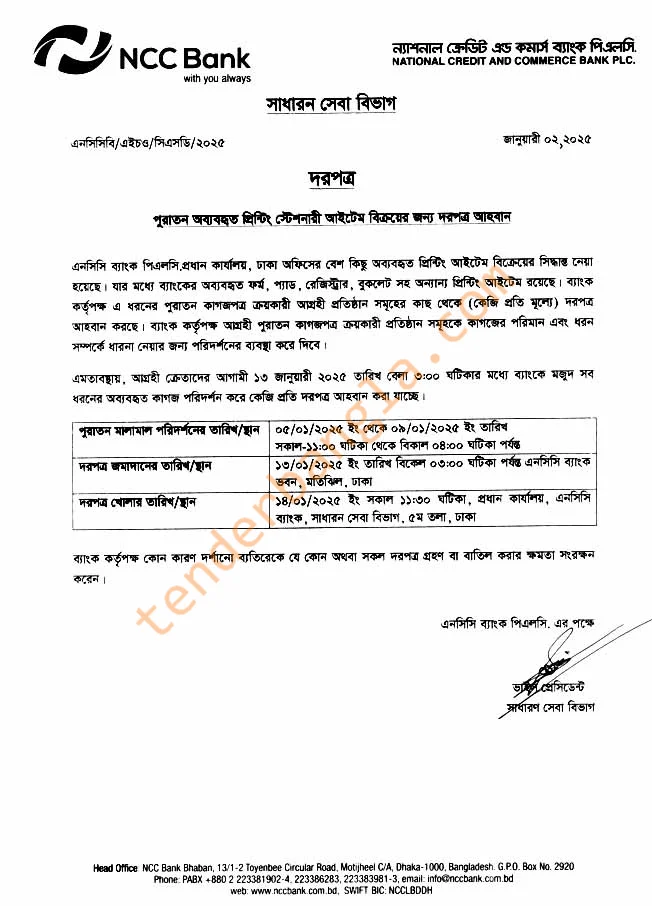 NCC Bank
with you always
ন্যাশনাল ক্রেডিট এন্ড কমার্স ব্যাংক পিএলসি.
NATIONAL CREDIT AND COMMERCE BANK PLC.
সাধারন সেবা বিভাগ
এনসিসিবি/এইচও/সিএসডি/২০২৫
জানুয়ারী ০২,২০২৫
দরপত্র
পুরাতন অব্যবহৃত প্রিন্টিং স্টেশনারী আইটেম বিক্রয়ের জন্য দরপত্র আহবান
এনসিসি ব্যাংক পিএলসি.প্রধান কার্যালয়, ঢাকা অফিসের বেশ কিছু অব্যবহৃত প্রিন্টিং আইটেম বিক্রেয়ের সিদ্ধান্ত নেয়া
হয়েছে। যার মধ্যে ব্যাংকের অব্যবহৃত ফর্ম, প্যাড, রেজিস্ট্রার, বুকলেট সহ অন্যান্য প্রিন্টিং আইটেম রয়েছে। ব্যাংক
কর্তৃপক্ষ এ ধরনের পুরাতন কাগজপত্র ক্রয়কারী আগ্রহী প্রতিষ্ঠান সমূহের কাছ থেকে (কেজি প্রতি মূল্যে) দরপত্র
আহবান করছে। ব্যাংক কর্তৃপক্ষ আগ্রহী পুরাতন কাগজপত্র ক্রয়কারী প্রতিষ্ঠান সমূহকে কাগজের পরিমান এবং ধরন
সম্পর্কে ধারনা নেয়ার জন্য পরিদর্শনের ব্যবস্থা করে দিবে।
এমতাবস্থায়, আগ্রহী ক্রেতাদের আগামী ১৩ জানুয়ারী ২০২৫ তারিখ বেলা ৩:০০ ঘটিকার মধ্যে ব্যাংকে মজুদ সব
ধরনের অব্যবহৃত কাগজ পরিদর্শন করে কেজি প্রতি দরপত্র আহবান করা যাচ্ছে।
পুরাতন মালামাল পরিদর্শনের তারিখ/স্থান
০৫/০১/২০২৫ ইং থেকে ০৯/০১/২০২৫ ইং তারিখ
সকাল-১১:০০ ঘটিকা থেকে বিকাল ০৪:০০ ঘটিকা পর্যন্ত
দরপত্র জমাদানের তারিখ/স্থান
১৩/০১/২০২৫ ইং তারিখ বিকেল ০৩:০০ ঘটিকা পর্যন্ত এনসিসি ব্যাংক
ভবন, মতিঝিল, ঢাকা
দরপত্র খোলার তারিখ/স্থান
১৪/০১/২০২৫ ইং সকাল ১১:৩০ ঘটিকা, প্রধান কার্যালয়, এনসিসি
ব্যাংক, সাধারন সেবা বিভাগ, ৫ম তলা, ঢাকা
ব্যাংক কর্তৃপক্ষ কোন কারণ দর্শানো ব্যতিরেকে যে কোন অথবা সকল দরপত্র গ্রহণ বা বাতিল করার ক্ষমতা সংরক্ষন
করেন।
এনসিসি ব্যাংক পিএলসি. এর পক্ষে
ভাইস প্রেসিডেন্ট
সাধারণ সেবা বিভাগ
tenderbangla.com
Head Office: NCC Bank Bhaban, 13/1-2 Toyenbee Circular Road, Motijheel C/A, Dhaka-1000, Bangladesh. G.P.O. Box No. 2920
Phone: PABX +880 2 223381902-4, 223386283, 223383981-3, email: info@nccbank.com.bd
web: www.nccbank.com.bd, SWIFT BIC: NCCLBDDH